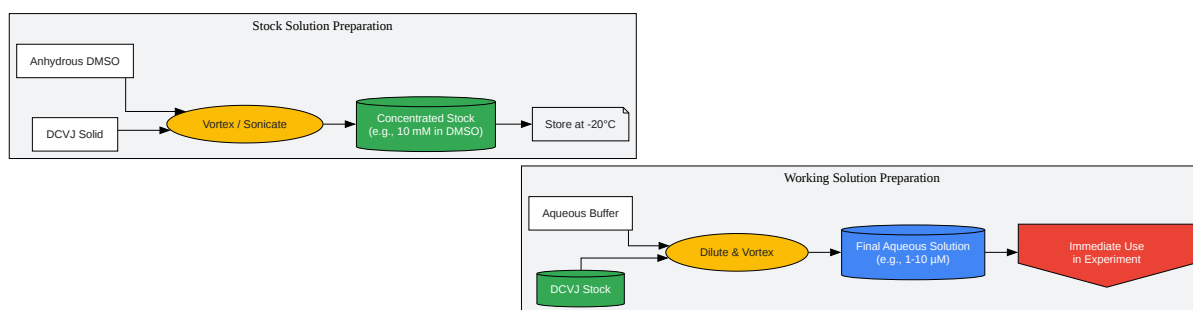 Stock Solution Preparation
Anhydrous DMSO
DCVJ Solid
Vortex / Sonicate
Concentrated Stock
(e.g., 10 mM in DMSO)
Store at -20°C
Working Solution Preparation
Aqueous Buffer
DCVJ Stock
Dilute & Vortex
Final Aqueous Solution
(e.g., 1-10 µM)
Immediate Use
in Experiment